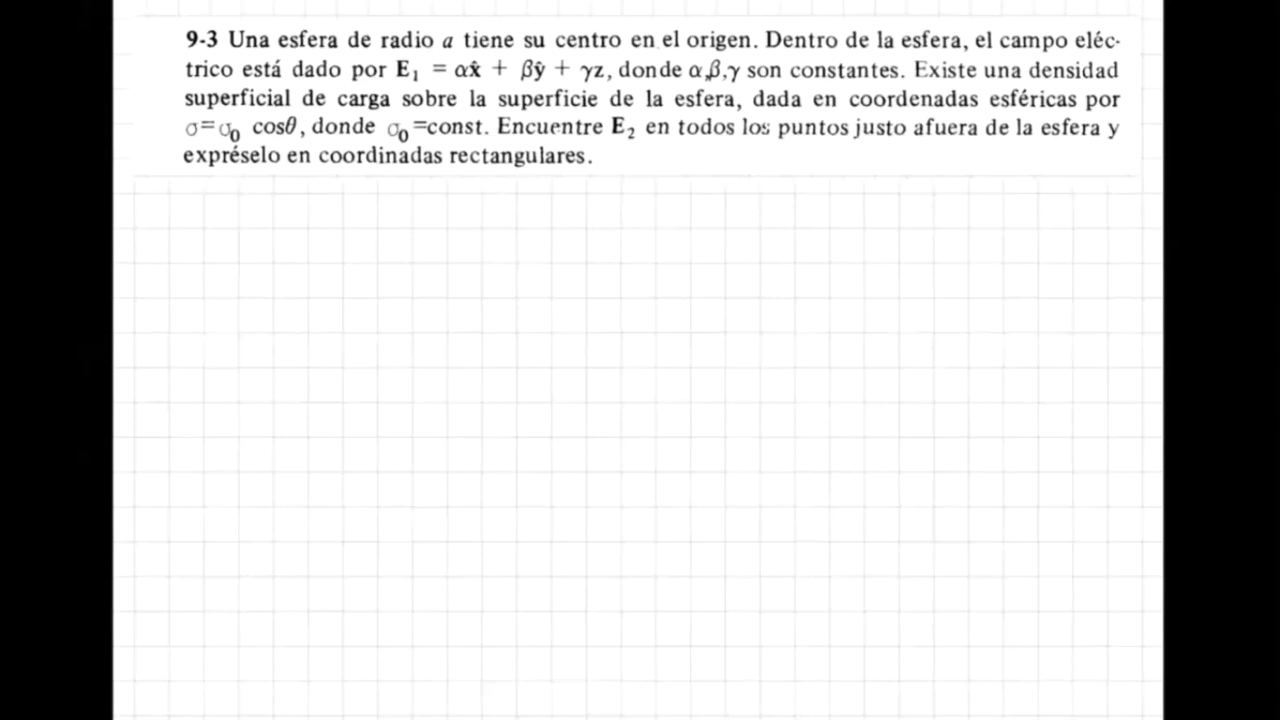 9-3 Una esfera de radio a tiene su centro en el origen. Dentro de la esfera, el campo eléc-
trico está dado por E₁ = αx̂ + βŷ + γz, donde α,β,γ son constantes. Existe una densidad
superficial de carga sobre la superficie de la esfera, dada en coordenadas esféricas por
σ=σ₀ cosθ, donde σ₀=const. Encuentre E₂ en todos los puntos justo afuera de la esfera y
expréselo en coordinadas rectangulares.